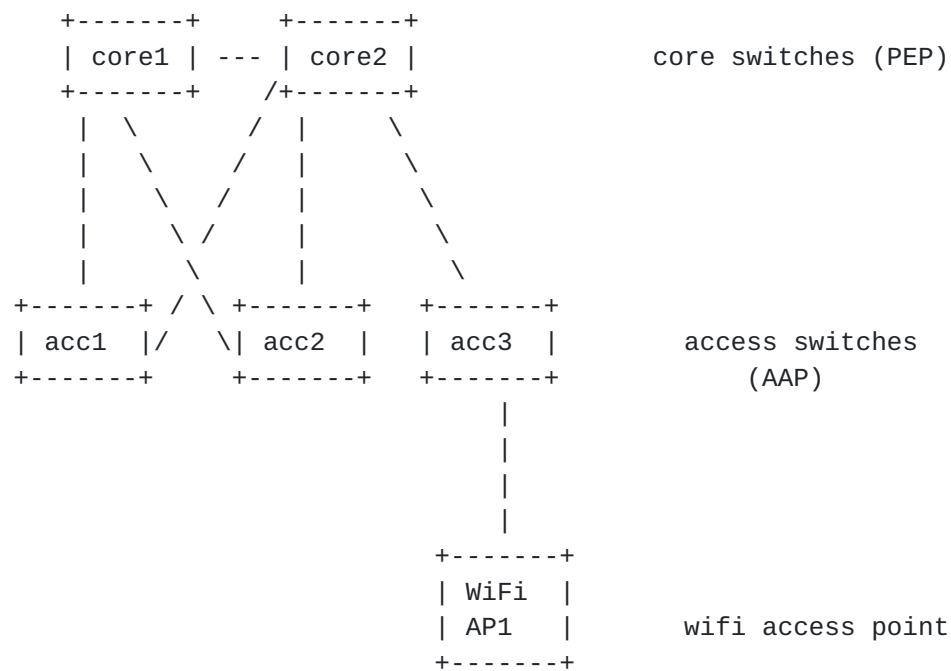 core1 --- core2 core switches (PEP)
acc1 acc2 acc3 access switches
(AAP)
WiFi
AP1 wifi access point